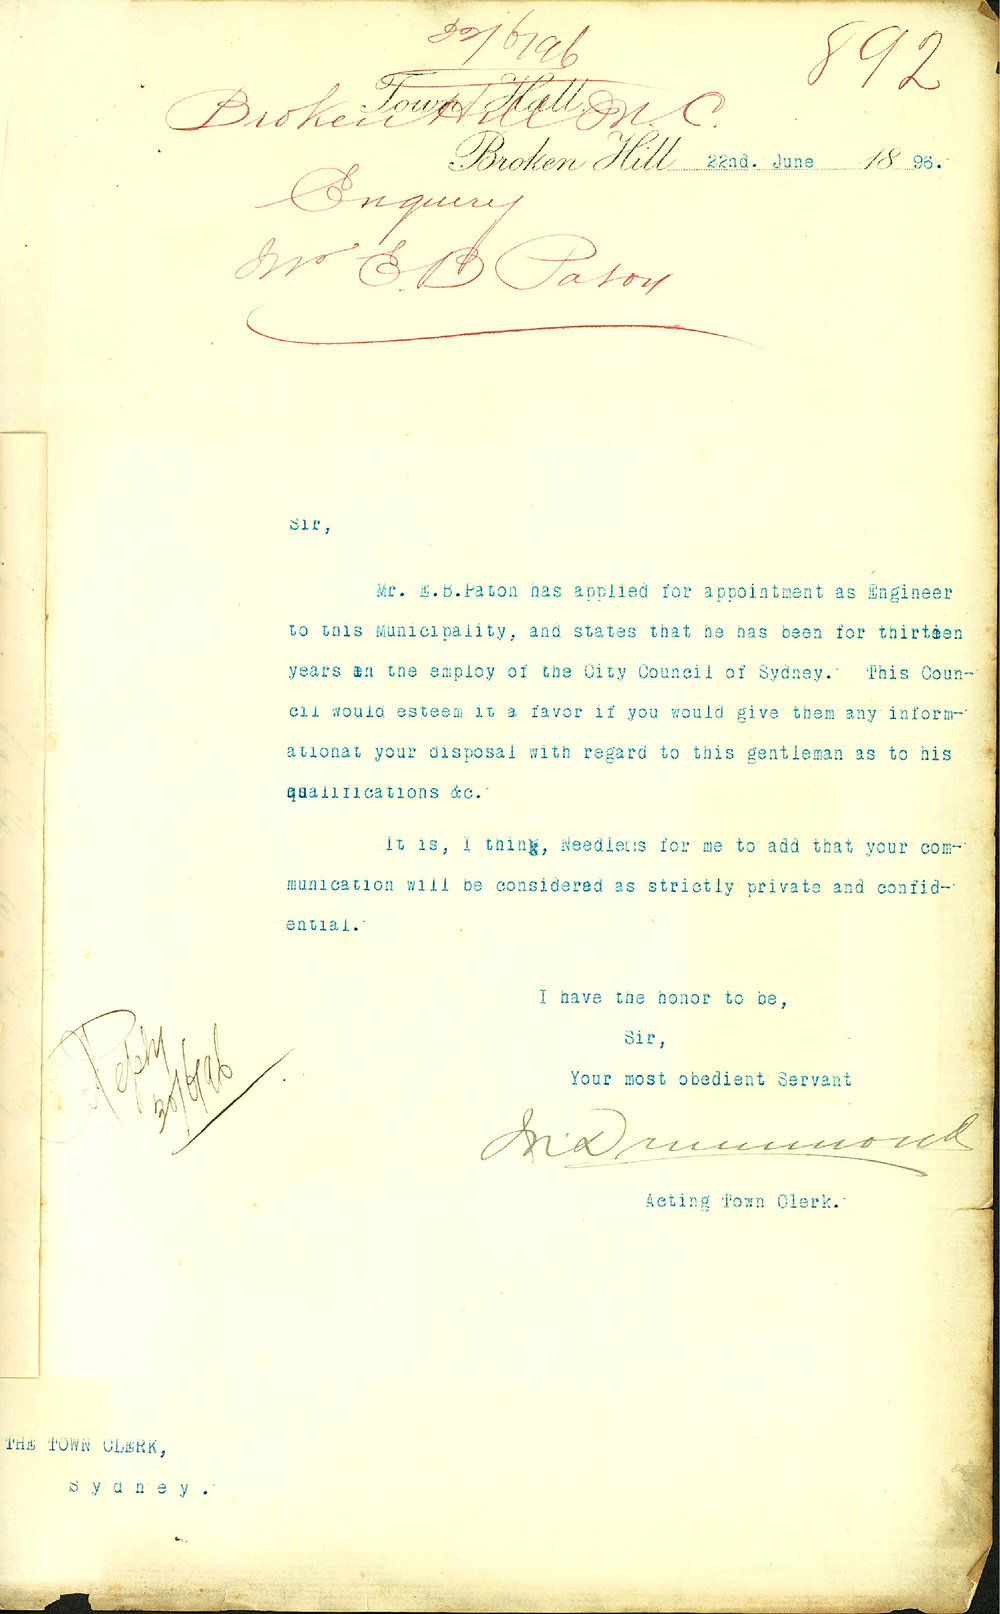 22/6/96
892
Town Hall.
Broken Hill M. C.
Broken Hill 22nd. June 1896.
Enquiry
Mr E.B Paton
Sir,
Mr. E.B.Paton has applied for appointment as Engineer
to this Municipality, and states that he has been for thirteen
years in the employ of the City Council of Sydney. This Coun-
cil would esteem it a favor if you would give them any inform-
ationat your disposal with regard to this gentleman as to his
qualifications &c.
It is, I think, Needless for me to add that your com-
munication will be considered as strictly private and confid-
ential.
I have the honor to be,
Sir,
Your most obedient Servant
Drummond
Acting Town Clerk.
Reply
30/6/96
THE TOWN CLERK,
Sydney.